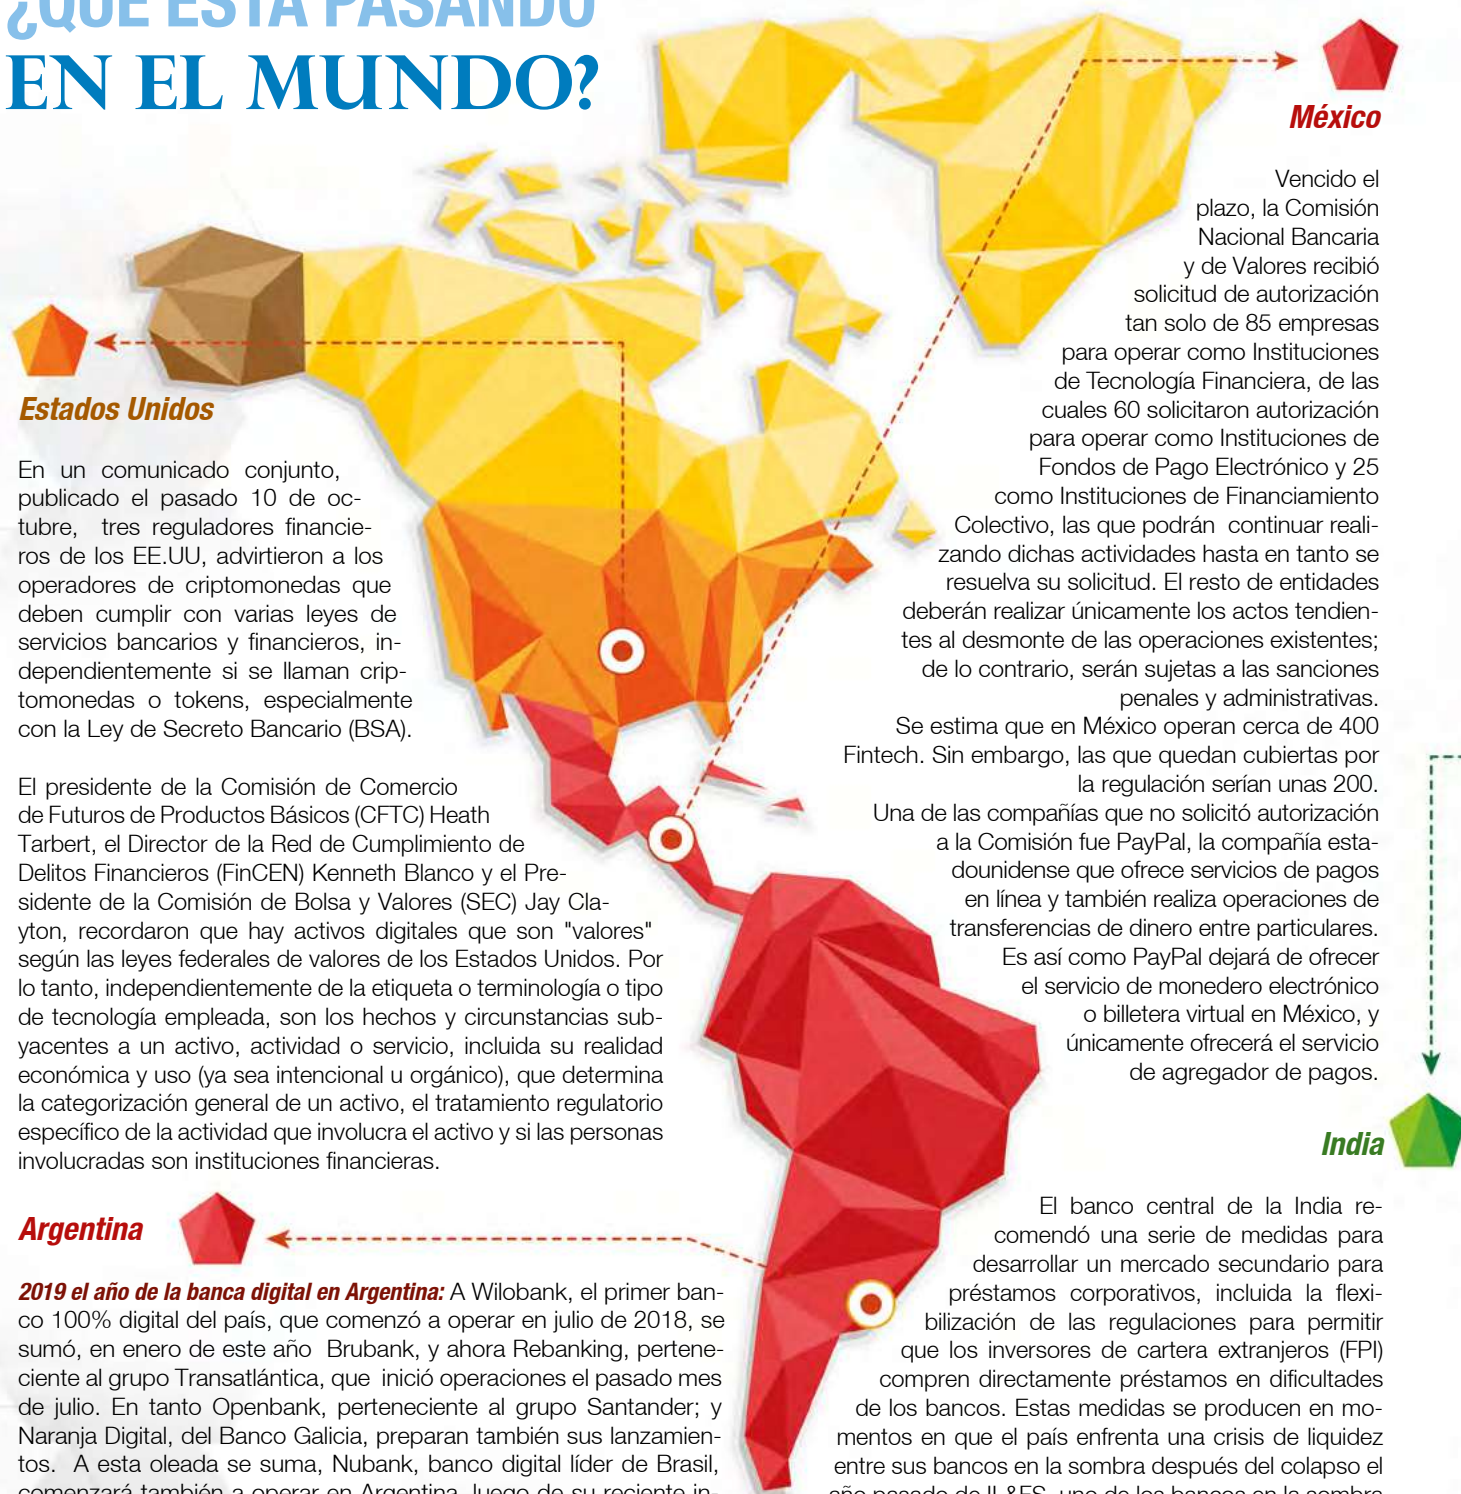 ¿QUÉ ESTÁ PASANDO
EN EL MUNDO?
Estados Unidos
En un comunicado conjunto,
publicado el pasado 10 de oc-
tubre, tres reguladores financie-
ros de los EE.UU, advirtieron a los
operadores de criptomonedas que
deben cumplir con varias leyes de
servicios bancarios y financieros, in-
dependientemente si se llaman crip-
tomonedas o tokens, especialmente
con la Ley de Secreto Bancario (BSA).
El presidente de la Comisión de Comercio
de Futuros de Productos Básicos (CFTC) Heath
Tarbert, el Director de la Red de Cumplimiento de
Delitos Financieros (FinCEN) Kenneth Blanco y el Pre-
sidente de la Comisión de Bolsa y Valores (SEC) Jay Cla-
yton, recordaron que hay activos digitales que son "valores"
según las leyes federales de valores de los Estados Unidos. Por
lo tanto, independientemente de la etiqueta o terminología o tipo
de tecnología empleada, son los hechos y circunstancias sub-
yacentes a un activo, actividad o servicio, incluida su realidad
económica y uso (ya sea intencional u orgánico), que determina
la categorización general de un activo, el tratamiento regulatorio
específico de la actividad que involucra el activo y si las personas
involucradas son instituciones financieras.
Argentina
2019 el año de la banca digital en Argentina: A Wilobank, el primer ban-
co 100% digital del país, que comenzó a operar en julio de 2018, se
sumó, en enero de este año Brubank, y ahora Rebanking, pertene-
ciente al grupo Transatlántica, que inició operaciones el pasado mes
de julio. En tanto Openbank, perteneciente al grupo Santander; y
Naranja Digital, del Banco Galicia, preparan también sus lanzamien-
tos. A esta oleada se suma, Nubank, banco digital líder de Brasil,
comenzará también a operar en Argentina, luego de su reciente in-
México
Vencido el
plazo, la Comisión
Nacional Bancaria
y de Valores recibió
solicitud de autorización
tan solo de 85 empresas
para operar como Instituciones
de Tecnología Financiera, de las
cuales 60 solicitaron autorización
para operar como Instituciones de
Fondos de Pago Electrónico y 25
como Instituciones de Financiamiento
Colectivo, las que podrán continuar reali-
zando dichas actividades hasta en tanto se
resuelva su solicitud. El resto de entidades
deberán realizar únicamente los actos tendien-
tes al desmonte de las operaciones existentes;
de lo contrario, serán sujetas a las sanciones
penales y administrativas.
Se estima que en México operan cerca de 400
Fintech. Sin embargo, las que quedan cubiertas por
la regulación serían unas 200.
Una de las compañías que no solicitó autorización
a la Comisión fue PayPal, la compañía esta-
dounidense que ofrece servicios de pagos
en línea y también realiza operaciones de
transferencias de dinero entre particulares.
Es así como PayPal dejará de ofrecer
el servicio de monedero electrónico
o billetera virtual en México, y
únicamente ofrecerá el servicio
de agregador de pagos.
India
El banco central de la India re-
comendó una serie de medidas para
desarrollar un mercado secundario para
préstamos corporativos, incluida la flexi-
bilización de las regulaciones para permitir
que los inversores de cartera extranjeros (FPI)
compren directamente préstamos en dificultades
de los bancos. Estas medidas se producen en mo-
mentos en que el país enfrenta una crisis de liquidez
entre sus bancos en la sombra después del colapso el
año pasado de IL&FS, uno de los bancos en la sombra